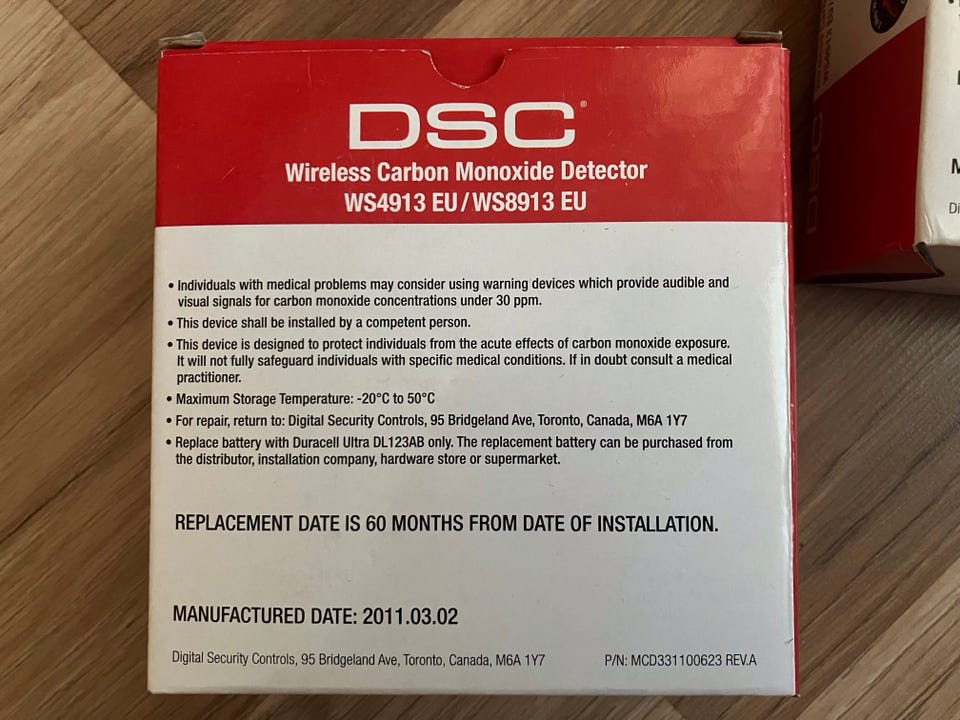 DSC®
Wireless Carbon Monoxide Detector
WS4913 EU / WS8913 EU
• Individuals with medical problems may consider using warning devices which provide audible and
visual signals for carbon monoxide concentrations under 30 ppm.
• This device shall be installed by a competent person.
• This device is designed to protect individuals from the acute effects of carbon monoxide exposure.
It will not fully safeguard individuals with specific medical conditions. If in doubt consult a medical
practitioner.
• Maximum Storage Temperature: -20°C to 50°C
• For repair, return to: Digital Security Controls, 95 Bridgeland Ave, Toronto, Canada, M6A 1Y7
• Replace battery with Duracell Ultra DL123AB only. The replacement battery can be purchased from
the distributor, installation company, hardware store or supermarket.
REPLACEMENT DATE IS 60 MONTHS FROM DATE OF INSTALLATION.
MANUFACTURED DATE: 2011.03.02
Digital Security Controls, 95 Bridgeland Ave, Toronto, Canada, M6A 1Y7 P/N: MCD331100623 REV.A